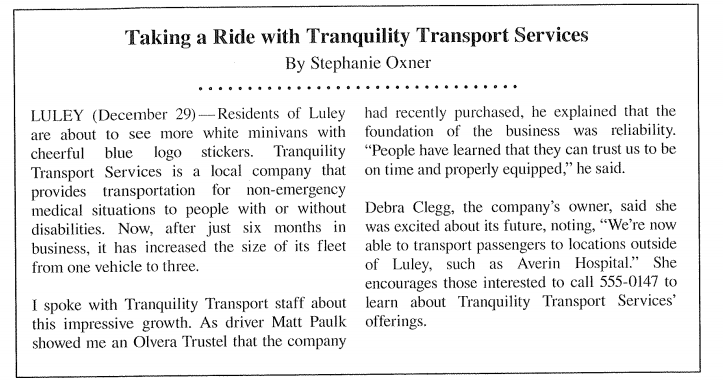 Taking a Ride with Tranquility Transport Services
By Stephanie Oxner
LULEY (December 29)—Residents of Luley
are about to see more white minivans with
cheerful blue logo stickers. Tranquility
Transport Services is a local company that
provides transportation for non-emergency
medical situations to people with or without
disabilities. Now, after just six months in
business, it has increased the size of its fleet
from one vehicle to three.
I spoke with Tranquility Transport staff about
this impressive growth. As driver Matt Paulk
showed me an Olvera Trustel that the company
had recently purchased, he explained that the
foundation of the business was reliability.
“People have learned that they can trust us to be
on time and properly equipped,” he said.
Debra Clegg, the company’s owner, said she
was excited about its future, noting, “We’re now
able to transport passengers to locations outside
of Luley, such as Averin Hospital.” She
encourages those interested to call 555-0147 to
learn about Tranquility Transport Services’
offerings.